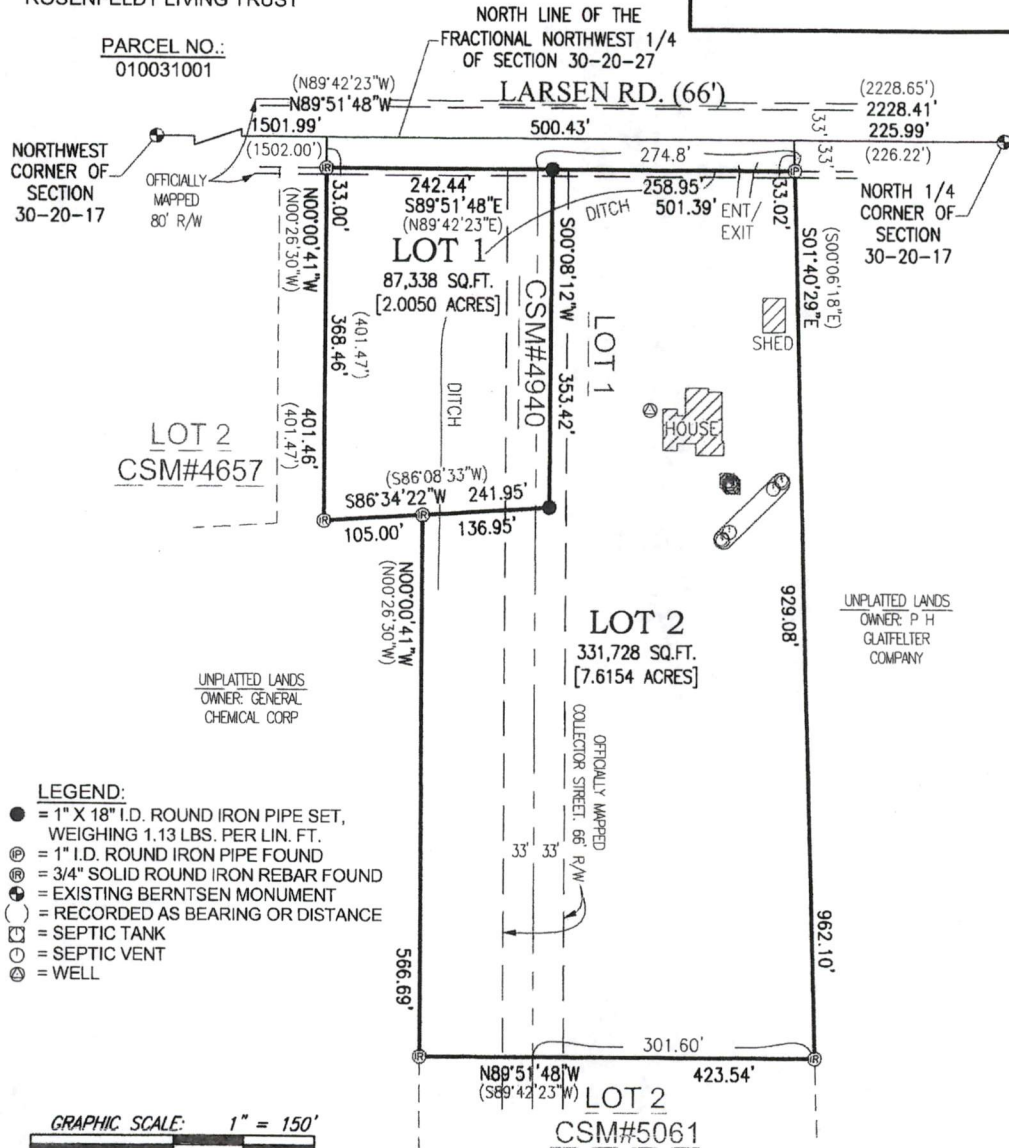 ROSENFELDT LIVING TRUST
PARCEL NO.:
010031001
NORTH LINE OF THE
FRACTIONAL NORTHWEST 1/4
OF SECTION 30-20-27
(N89°42'23"W)
N89°51'48"W
LARSEN RD. (66')
(2228.65')
2228.41'
1501.99'
500.43'
225.99'
(1502.00')
274.8'
(226.22')
33'
33'
NORTHWEST
CORNER OF
SECTION
30-20-17
OFFICIALLY
MAPPED
80' R/W
33.00'
242.44'
S89°51'48"E
(N89°42'23"E)
258.95'
501.39'
DITCH
ENT/
EXIT
33.02'
NORTH 1/4
CORNER OF
SECTION
30-20-17
N00°00'41"W
(N00°26'30"W)
LOT 1
87,338 SQ.FT.
[2.0050 ACRES]
S00°08'12"W
353.42'
CSM#4940
LOT 1
(S00°06'18"E)
S01°40'29"E
SHED
(401.47')
368.46'
401.46'
(401.47')
DITCH
HOUSE
LOT 2
CSM#4657
(S86°08'33"W)
S86°34'22"W
241.95'
105.00'
136.95'
N00°00'41"W
(N00°26'30"W)
929.08'
UNPLATTED LANDS
OWNER: P H
GLATFELTER
COMPANY
LOT 2
331,728 SQ.FT.
[7.6154 ACRES]
UNPLATTED LANDS
OWNER: GENERAL
CHEMICAL CORP
OFFICIALLY MAPPED
COLLECTOR STREET. 66' R/W
33'
33'
LEGEND:
= 1" X 18" I.D. ROUND IRON PIPE SET,
WEIGHING 1.13 LBS. PER LIN. FT.
IP = 1" I.D. ROUND IRON PIPE FOUND
IR = 3/4" SOLID ROUND IRON REBAR FOUND
= EXISTING BERNTSEN MONUMENT
( ) = RECORDED AS BEARING OR DISTANCE
= SEPTIC TANK
= SEPTIC VENT
= WELL
566.69'
962.10'
301.60'
N89°51'48"W
(S89°42'23"W)
423.54'
LOT 2
CSM#5061
GRAPHIC SCALE: 1" = 150'